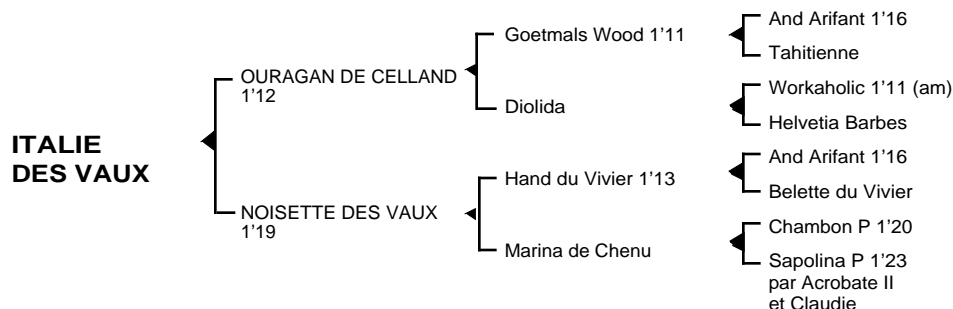 ITALIE
DES VAUX
OURAGAN DE CELLAND
1’12
NOISETTE DES VAUX
1’19
Goetmals Wood 1’11
Diolida
Hand du Vivier 1’13
Marina de Chenu
And Arifant 1’16
Tahitienne
Workaholic 1’11 (am)
Helvetia Barbes
And Arifant 1’16
Belette du Vivier
Chambon P 1’20
Sapolina P 1’23
par Acrobate II
et Claudie